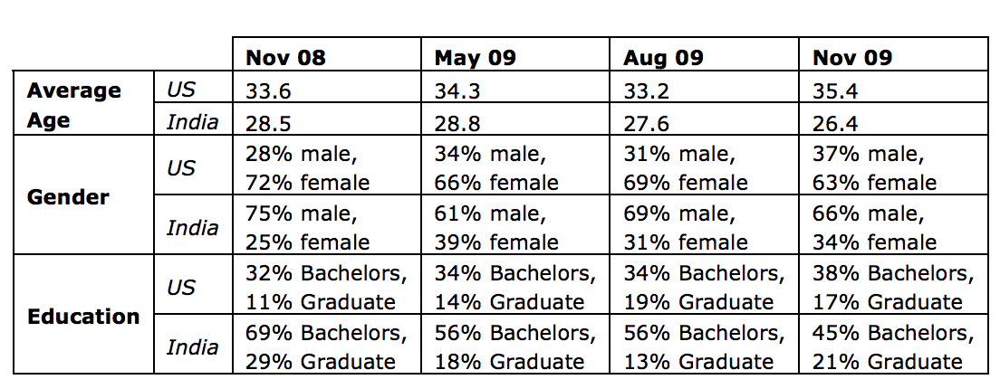 Nov 08 May 09 Aug 09 Nov 09
Average Age US 33.6 34.3 33.2 35.4
India 28.5 28.8 27.6 26.4
Gender US 28% male, 72% female 34% male, 66% female 31% male, 69% female 37% male, 63% female
India 75% male, 25% female 61% male, 39% female 69% male, 31% female 66% male, 34% female
Education US 32% Bachelors, 11% Graduate 34% Bachelors, 14% Graduate 34% Bachelors, 19% Graduate 38% Bachelors, 17% Graduate
India 69% Bachelors, 29% Graduate 56% Bachelors, 18% Graduate 56% Bachelors, 13% Graduate 45% Bachelors, 21% Graduate